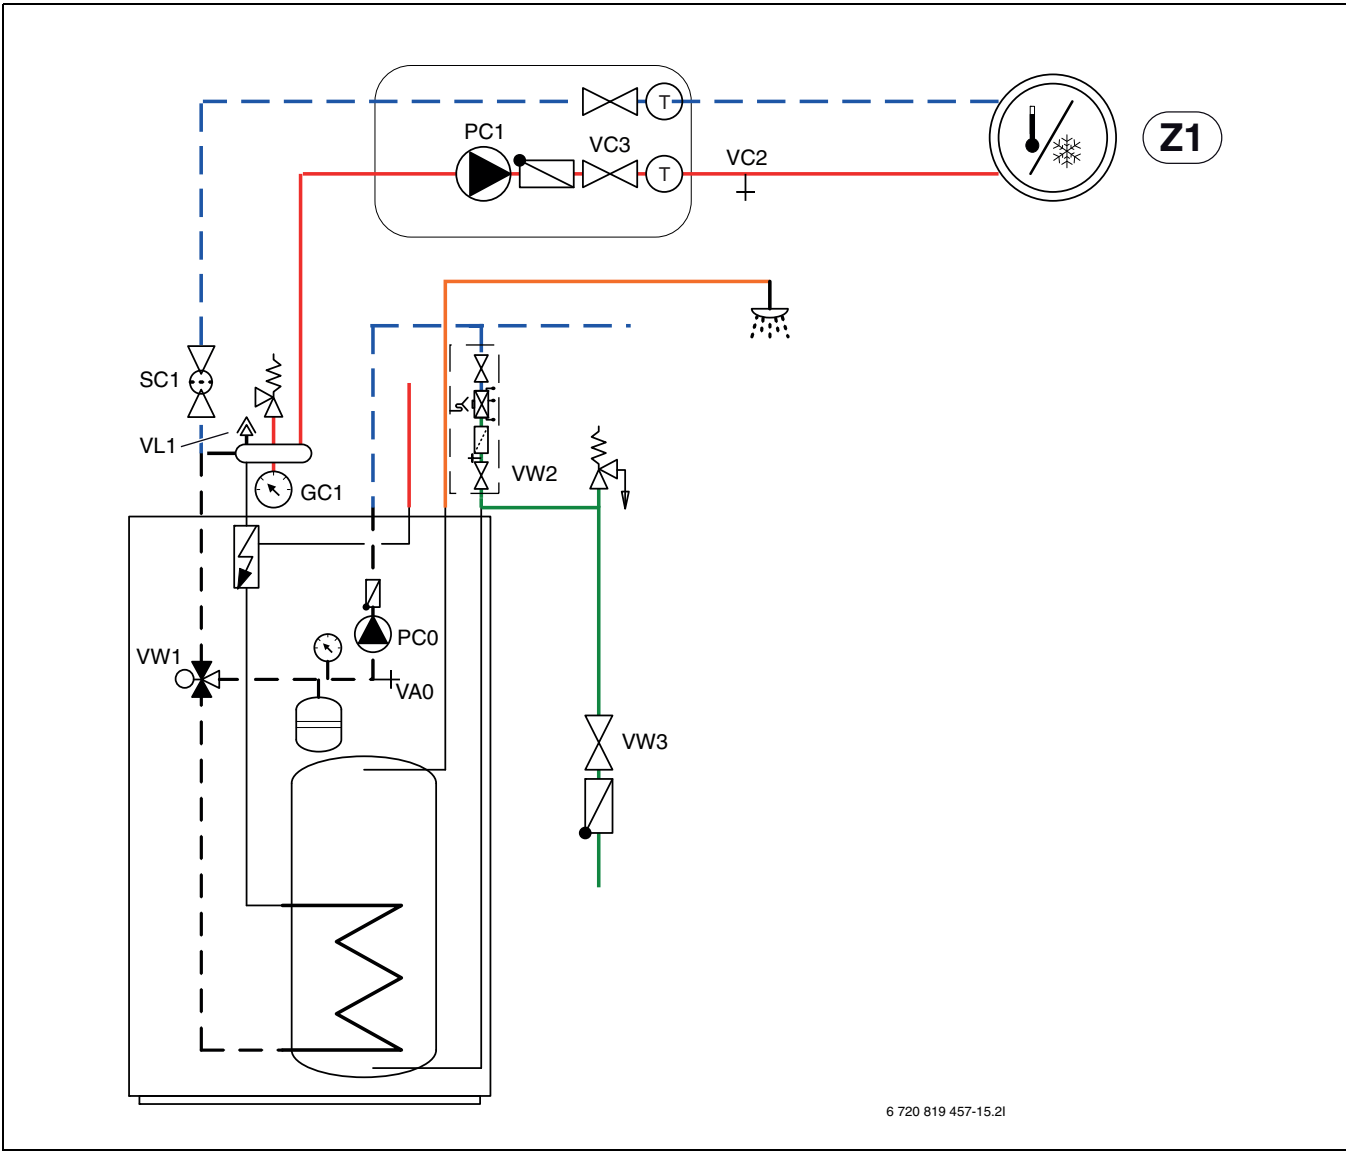 PC1
VC3
T
T
VC2
Z1
SC1
VL1
GC1
VW2
PC0
VW1
VA0
VW3
6 720 819 457-15.2I